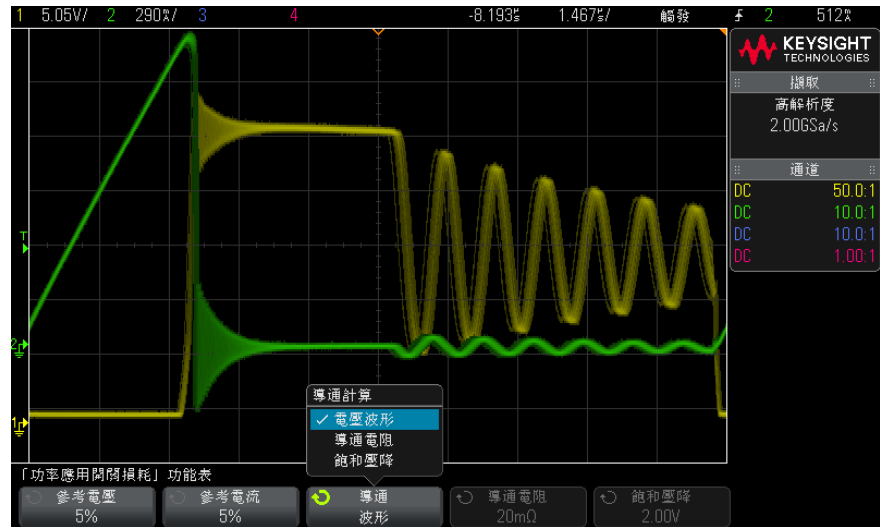 1 5.05V/ 2 290㎷/ 3 4 -8.193㎲ 1.467㎲/ 觸發 2 512㎷
KEYSIGHT
TECHNOLOGIES
擷取
高解析度
2.00GSa/s
通道
DC 50.0:1
DC 10.0:1
DC 10.0:1
DC 1.00:1
T
2
1
導通計算
✓ 電壓波形
導通電阻
飽和壓降
「功率應用開關損耗」功能表
參考電壓
5%
參考電流
5%
導通
波形
導通電阻
20mΩ
飽和壓降
2.00V